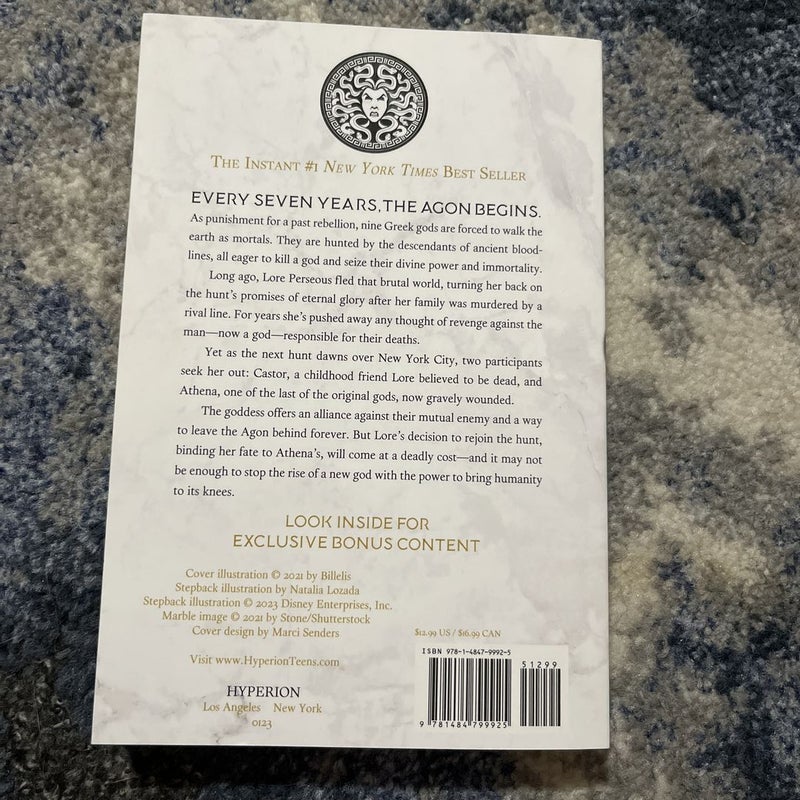 THE INSTANT #1 NEW YORK TIMES BEST SELLER
EVERY SEVEN YEARS, THE AGON BEGINS.
As punishment for a past rebellion, nine Greek gods are forced to walk the
earth as mortals. They are hunted by the descendants of ancient blood-
lines, all eager to kill a god and seize their divine power and immortality.
Long ago, Lore Perseous fled that brutal world, turning her back on
the hunt's promises of eternal glory after her family was murdered by a
rival line. For years she's pushed away any thought of revenge against the
man—now a god—responsible for their deaths.
Yet as the next hunt dawns over New York City, two participants
seek her out: Castor, a childhood friend Lore believed to be dead, and
Athena, one of the last of the original gods, now gravely wounded.
The goddess offers an alliance against their mutual enemy and a way
to leave the Agon behind forever. But Lore's decision to rejoin the hunt,
binding her fate to Athena's, will come at a deadly cost—and it may not
be enough to stop the rise of a new god with the power to bring humanity
to its knees.
LOOK INSIDE FOR
EXCLUSIVE BONUS CONTENT
Cover illustration © 2021 by Billelis
Stepback illustration by Natalia Lozada
Stepback illustration © 2023 Disney Enterprises, Inc.
Marble image © 2021 by Stone/Shutterstock
Cover design by Marci Senders
Visit www.HyperionTeens.com
HYPERION
Los Angeles New York
0123
$12.99 US / $16.99 CAN
ISBN 978-1-4847-9992-5
51299
9 781484 799925